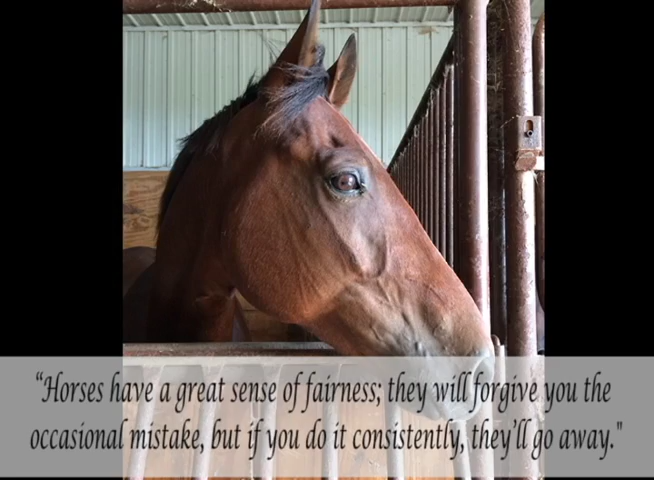 “Horses have a great sense of fairness; they will forgive you the
occasional mistake, but if you do it consistently, they’ll go away."